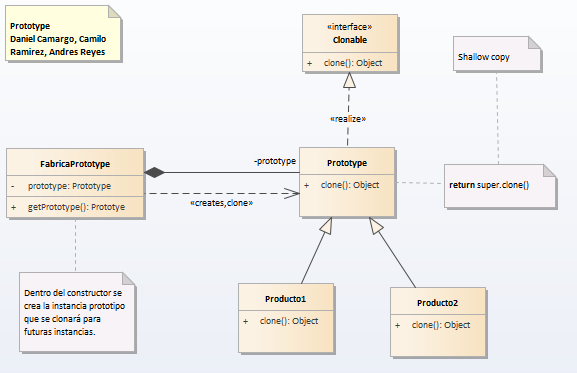 Prototype
Daniel Camargo, Camilo
Ramirez, Andres Reyes
«interface»
Clonable
+ clone(): Object
Shallow copy
«realize»
FabricaPrototype
- prototype: Prototype
+ getPrototype(): Prototye
-prototype
«creates,clone»
Prototype
+ clone(): Object
return super.clone()
Dentro del constructor se
crea la instancia prototipo
que se clonará para
futuras instancias.
Producto1
+ clone(): Object
Producto2
+ clone(): Object